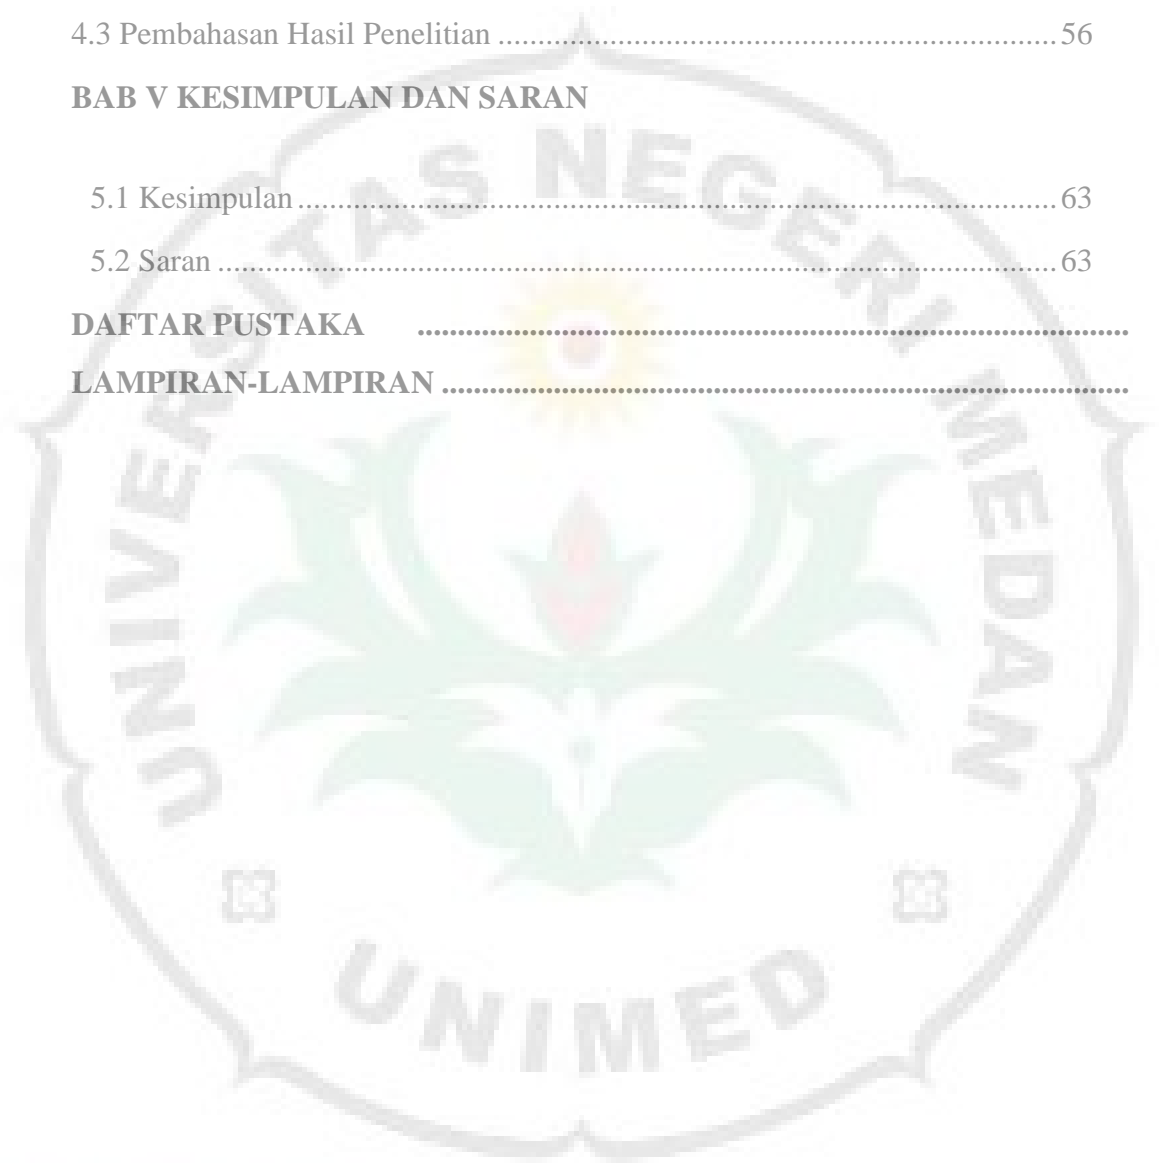 4.3 Pembahasan Hasil Penelitian ........................................................................ 56
BAB V KESIMPULAN DAN SARAN
5.1 Kesimpulan ................................................................................................. 63
5.2 Saran ........................................................................................................... 63
DAFTAR PUSTAKA ...........................................................................................
LAMPIRAN-LAMPIRAN ........................................................................................
UNIVERSITAS NEGERI MEDAN
UNIMED